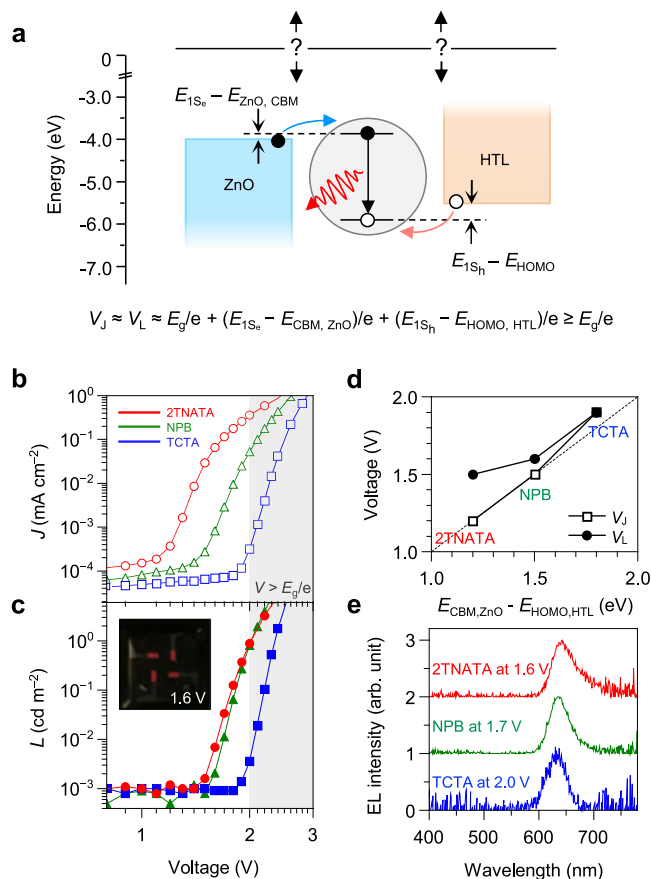 a
?
?
0
-3.0
-4.0
-5.0
-6.0
-7.0
Energy (eV)
E1Se – EZnO, CBM
ZnO
HTL
E1Sh – EHOMO
VJ ≈ VL ≈ Eg/e + (E1Se – ECBM, ZnO)/e + (E1Sh – EHOMO, HTL)/e ≥ Eg/e
b
10^0
10^-1
10^-2
10^-3
10^-4
J (mA cm−2)
2TNATA
NPB
TCTA
V > Eg/e
c
10^0
10^-1
10^-2
10^-3
L (cd m−2)
1.6 V
1
2
3
Voltage (V)
d
2.0
1.5
1.0
Voltage (V)
TCTA
NPB
2TNATA
VJ
VL
1.0
1.5
2.0
ECBM,ZnO - EHOMO,HTL (eV)
e
3
2
1
0
EL intensity (arb. unit)
2TNATA at 1.6 V
NPB at 1.7 V
TCTA at 2.0 V
400
500
600
700
Wavelength (nm)